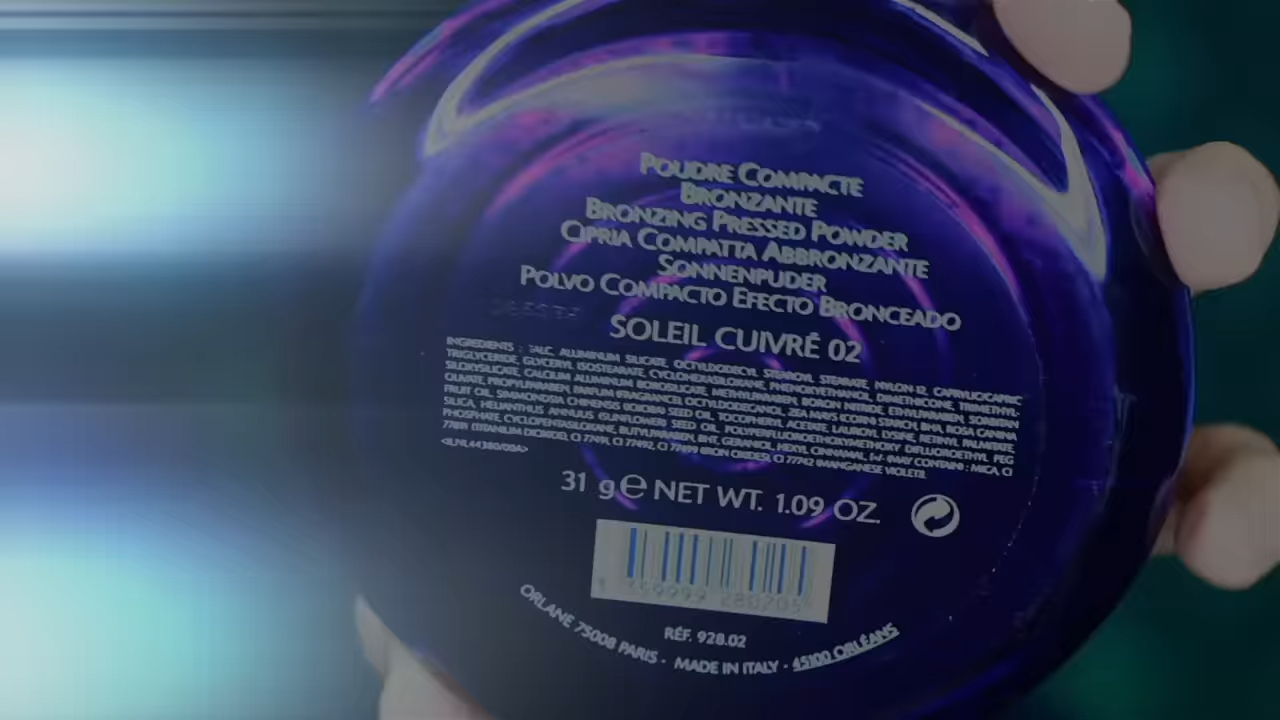 POUDRE COMPACTE
BRONZANTE
BRONZING PRESSED POWDER
CIPRIA COMPATTA ABBRONZANTE
SONNENPUDER
POLVO COMPACTO EFECTO BRONCEADO
SOLEIL CUIVRÉ 02
INGREDIENTS : TALC, ALUMINUM SILICATE, OCTYLDODECYL STEAROYL STEARATE, NYLON-12, CAPRYLIC/CAPRIC
TRIGLYCERIDE, GLYCERYL ISOSTEARATE, CYCLOHEXASILOXANE, PHENOXYETHANOL, DIMETHICONE, TRIMETHYL-
SILOXYSILICATE, CALCIUM ALUMINUM BOROSILICATE, METHYLPARABEN, BORON NITRIDE, ETHYLPARABEN, SORBITAN
OLIVATE, PROPYLPARABEN, PARFUM (FRAGRANCE), OCTYLDODECANOL, ZEA MAYS (CORN) STARCH, BHA, ROSA CANINA
FRUIT OIL, SIMMONDSIA CHINENSIS (JOJOBA) SEED OIL, TOCOPHERYL ACETATE, LAUROYL LYSINE, RETINYL PALMITATE,
SILICA, HELIANTHUS ANNUUS (SUNFLOWER) SEED OIL, POLYPERFLUOROETHOXYMETHOXY DIFLUOROETHYL PEG
PHOSPHATE, CYCLOPENTASILOXANE, BUTYLPARABEN, BHT, GERANIOL, HEXYL CINNAMAL, [+/- (MAY CONTAIN) : MICA, CI
77891 (TITANIUM DIOXIDE), CI 77491, CI 77492, CI 77499 (IRON OXIDES), CI 77742 (MANGANESE VIOLET)].
31 g e NET WT. 1.09 OZ.
RÉF. 928.02
ORLANE 75008 PARIS - MADE IN ITALY - 45100 ORLÉANS